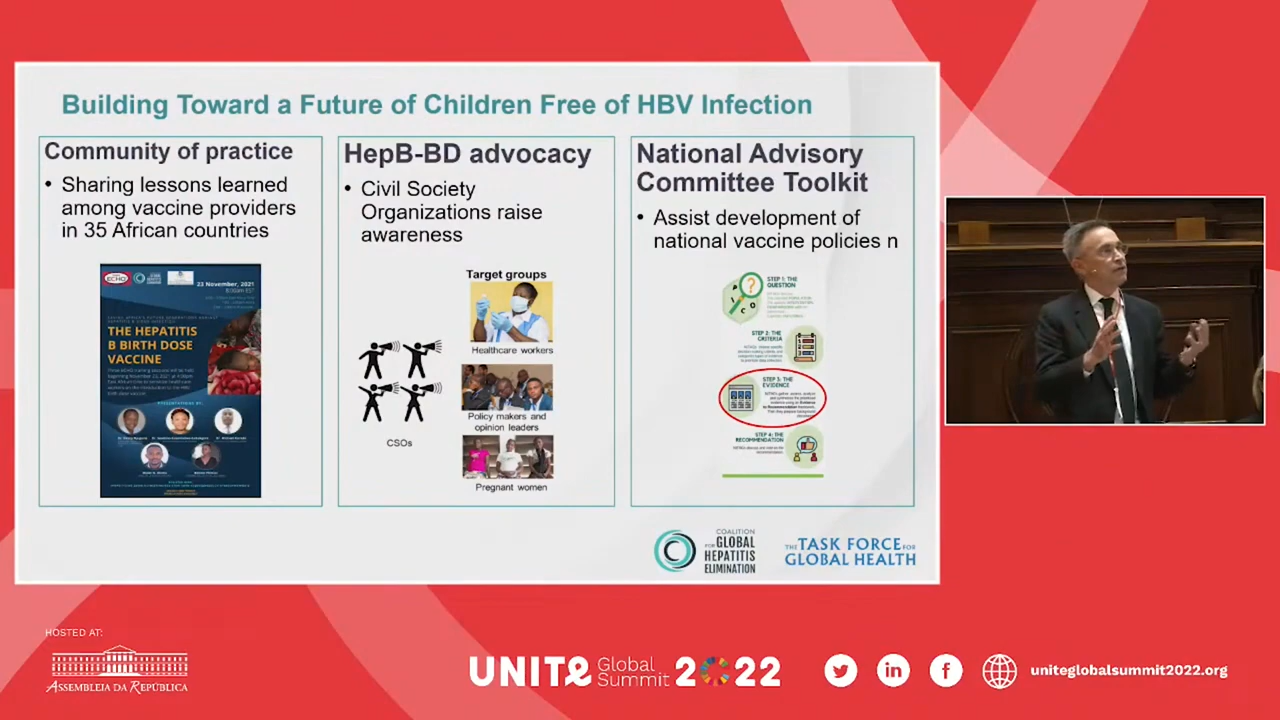 Building Toward a Future of Children Free of HBV Infection
Community of practice
• Sharing lessons learned
among vaccine providers
in 35 African countries
ECHO
23 November, 2021
THE HEPATITIS
B BIRTH DOSE
VACCINE
HepB-BD advocacy
• Civil Society
Organizations raise
awareness
Target groups
Healthcare workers
Policy makers and
opinion leaders
Pregnant women
CSOs
National Advisory
Committee Toolkit
• Assist development of
national vaccine policies n
STEP 1: THE
QUESTION
STEP 2: THE
CRITERIA
STEP 3: THE
EVIDENCE
STEP 4: THE
RECOMMENDATION
COALITION
FOR GLOBAL
HEPATITIS
ELIMINATION
THE TASK FORCE FOR
GLOBAL HEALTH
HOSTED AT:
ASSEMBLEIA DA REPÚBLICA
UNITE Global
Summit 2022
uniteglobalsummit2022.org